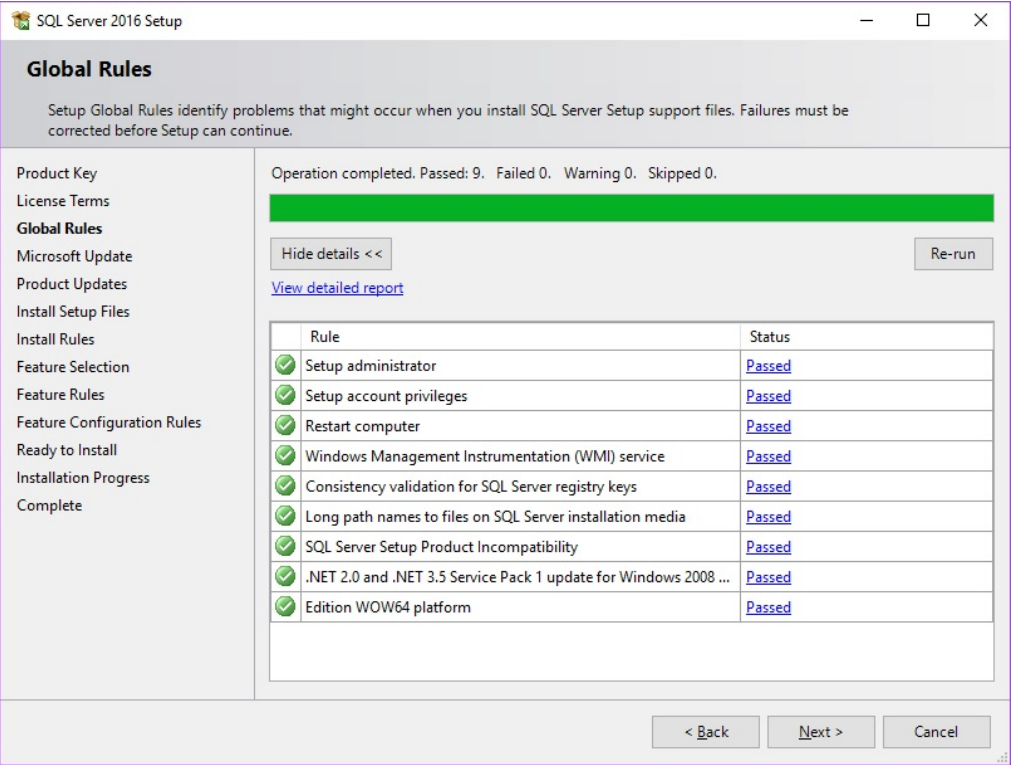 SQL Server 2016 Setup
Global Rules
Setup Global Rules identify problems that might occur when you install SQL Server Setup support files. Failures must be
corrected before Setup can continue.
Product Key
License Terms
Global Rules
Microsoft Update
Product Updates
Install Setup Files
Install Rules
Feature Selection
Feature Rules
Feature Configuration Rules
Ready to Install
Installation Progress
Complete
Operation completed. Passed: 9.   Failed 0.   Warning 0.   Skipped 0.
Hide details <<
Re-run
View detailed report
Rule Status
Setup administrator Passed
Setup account privileges Passed
Restart computer Passed
Windows Management Instrumentation (WMI) service Passed
Consistency validation for SQL Server registry keys Passed
Long path names to files on SQL Server installation media Passed
SQL Server Setup Product Incompatibility Passed
.NET 2.0 and .NET 3.5 Service Pack 1 update for Windows 2008 ... Passed
Edition WOW64 platform Passed
< Back Next > Cancel